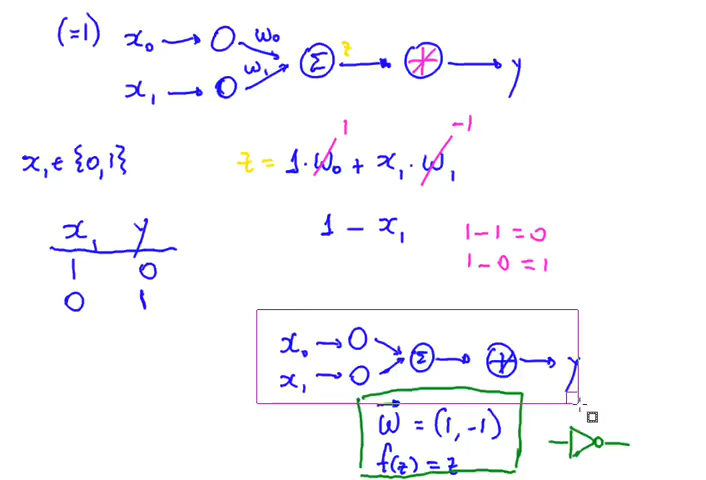 (=1) x₀ → w₀ Σ z → y
x₁ → w₁
x₁ ∈ {0,1}
z = 1·w₀ + x₁·w₁
1 -1
1 − x₁
1−1=0
1−0=1
x₁ y
1 0
0 1
x₀ → Σ → y
x₁ →
w⃗ = (1, -1)
f(z) = z